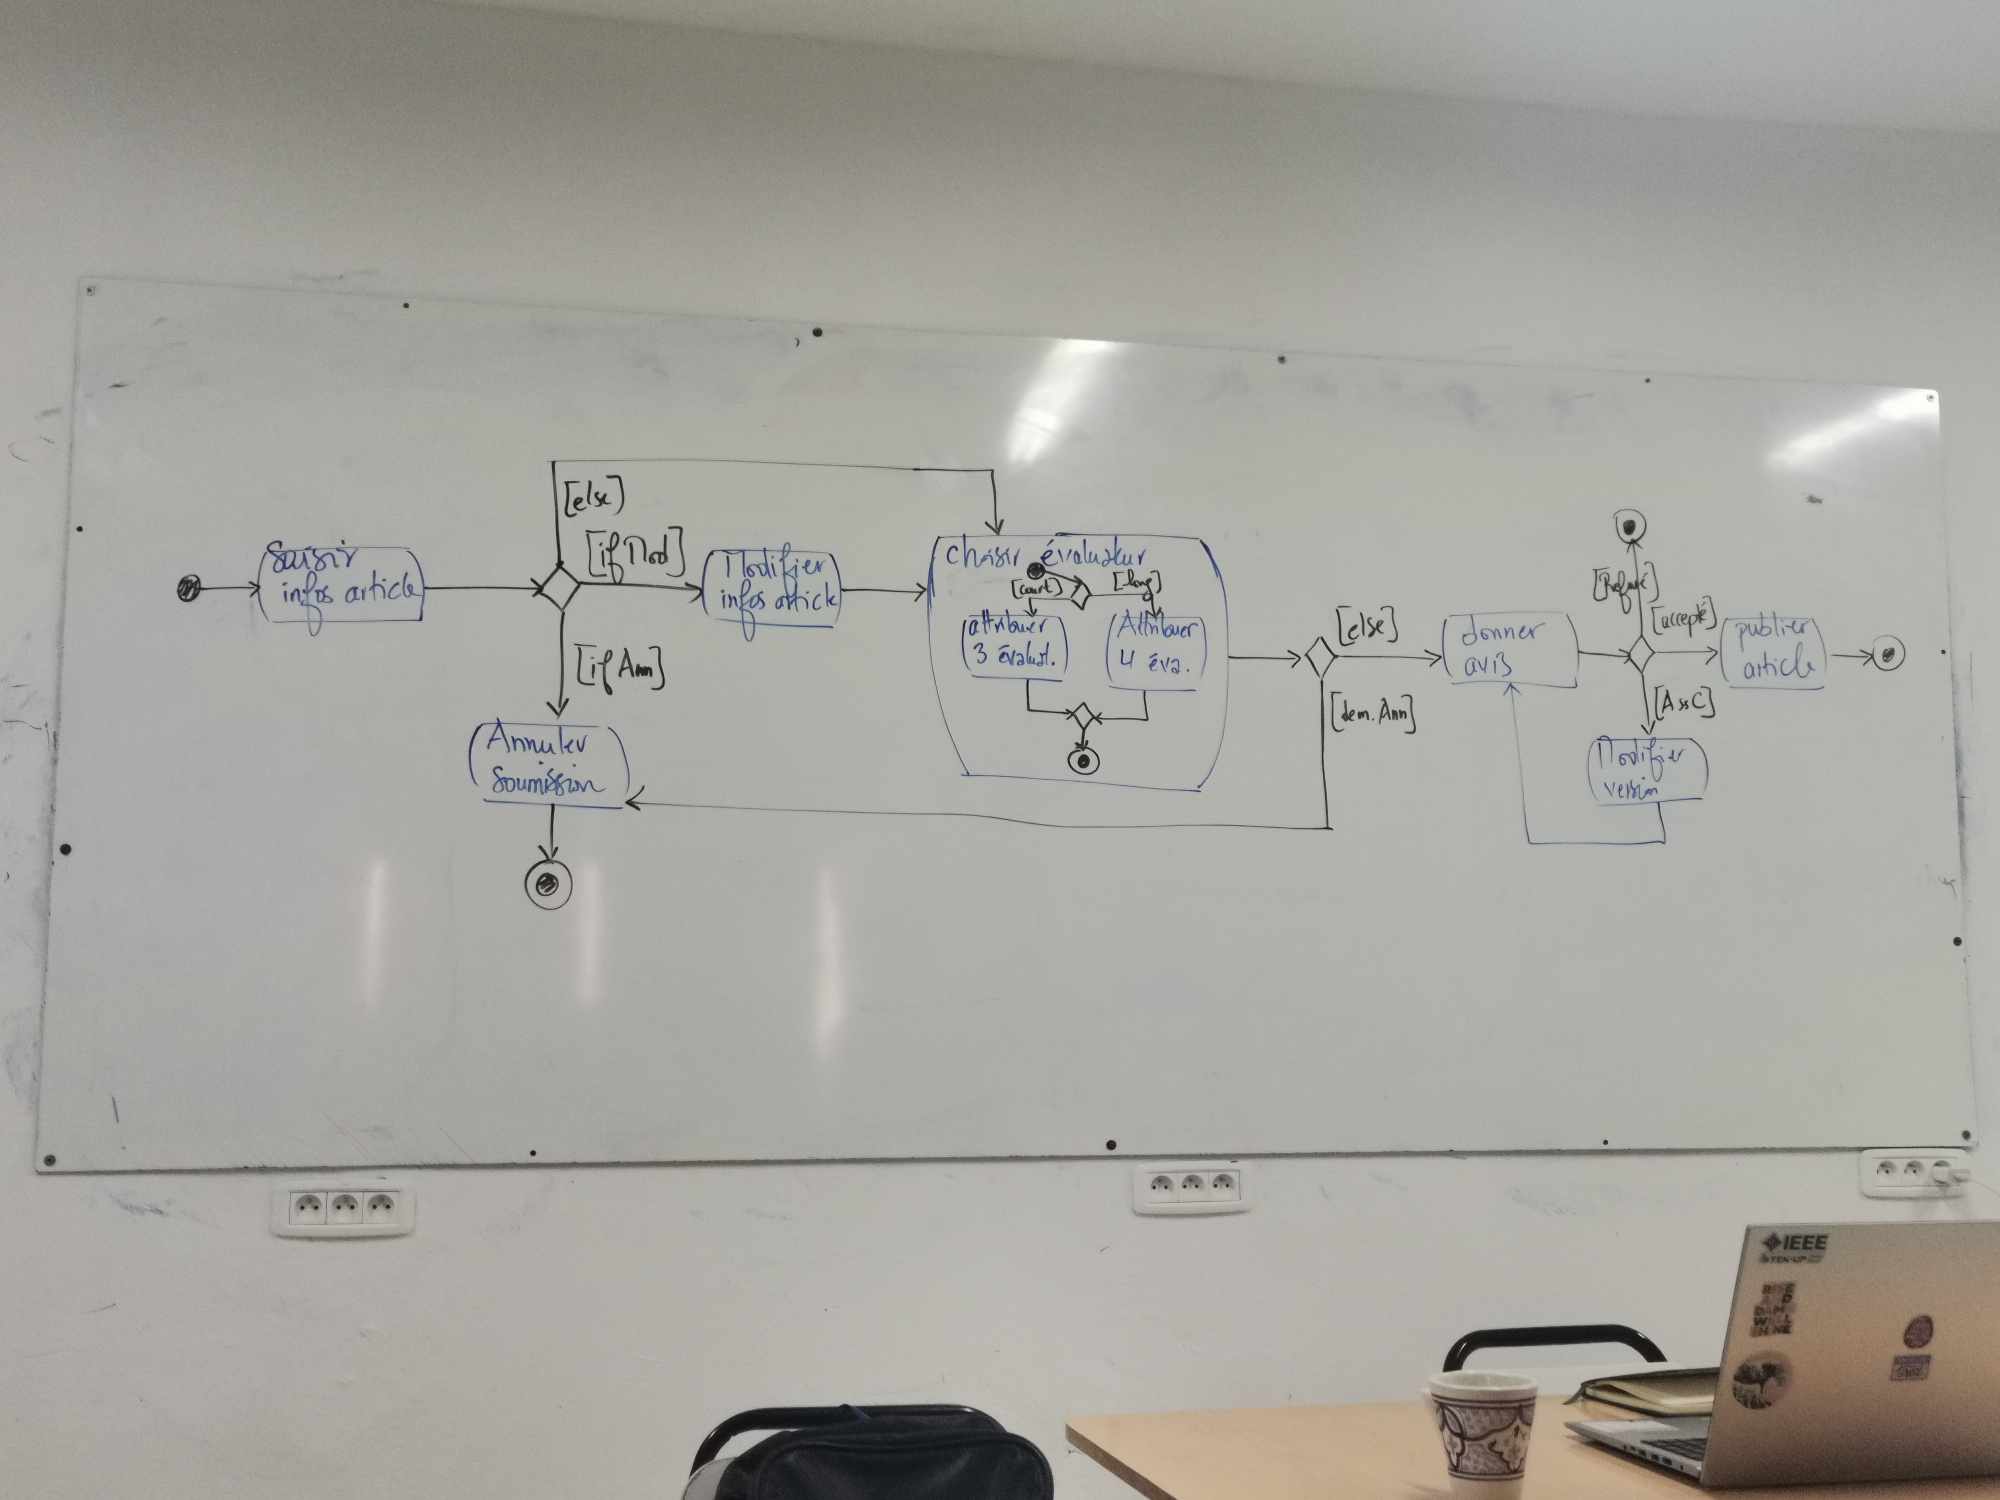 [else]
[if Mod]
Saisir
infos article
Modifier
infos article
[if Ann]
Annuler
Soumission
choisir évaluateur
[court]
[long]
attribuer
3 évaluat.
Attribuer
4 éva.
[else]
[dem. Ann]
donner
avis
[Refusé]
[accepté]
publier
article
[AssC]
Modifier
version
IEEE